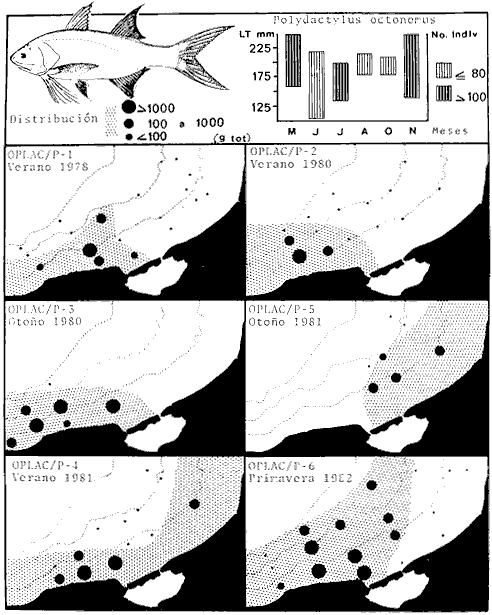 Polydactylus octonemus
LT mm
225
175
125
M J J A O N Meses
No. Indiv
≤ 80
≥ 100
Distribución
≥1000
100 a 1000
≤100
(g tot)
OPLAC/P-1
Verano 1978
OPLAC/P-2
Verano 1980
OPLAC/P-3
Otoño 1980
OPLAC/P-5
Otoño 1981
OPLAC/P-4
Verano 1981
OPLAC/P-6
Primavera 1982